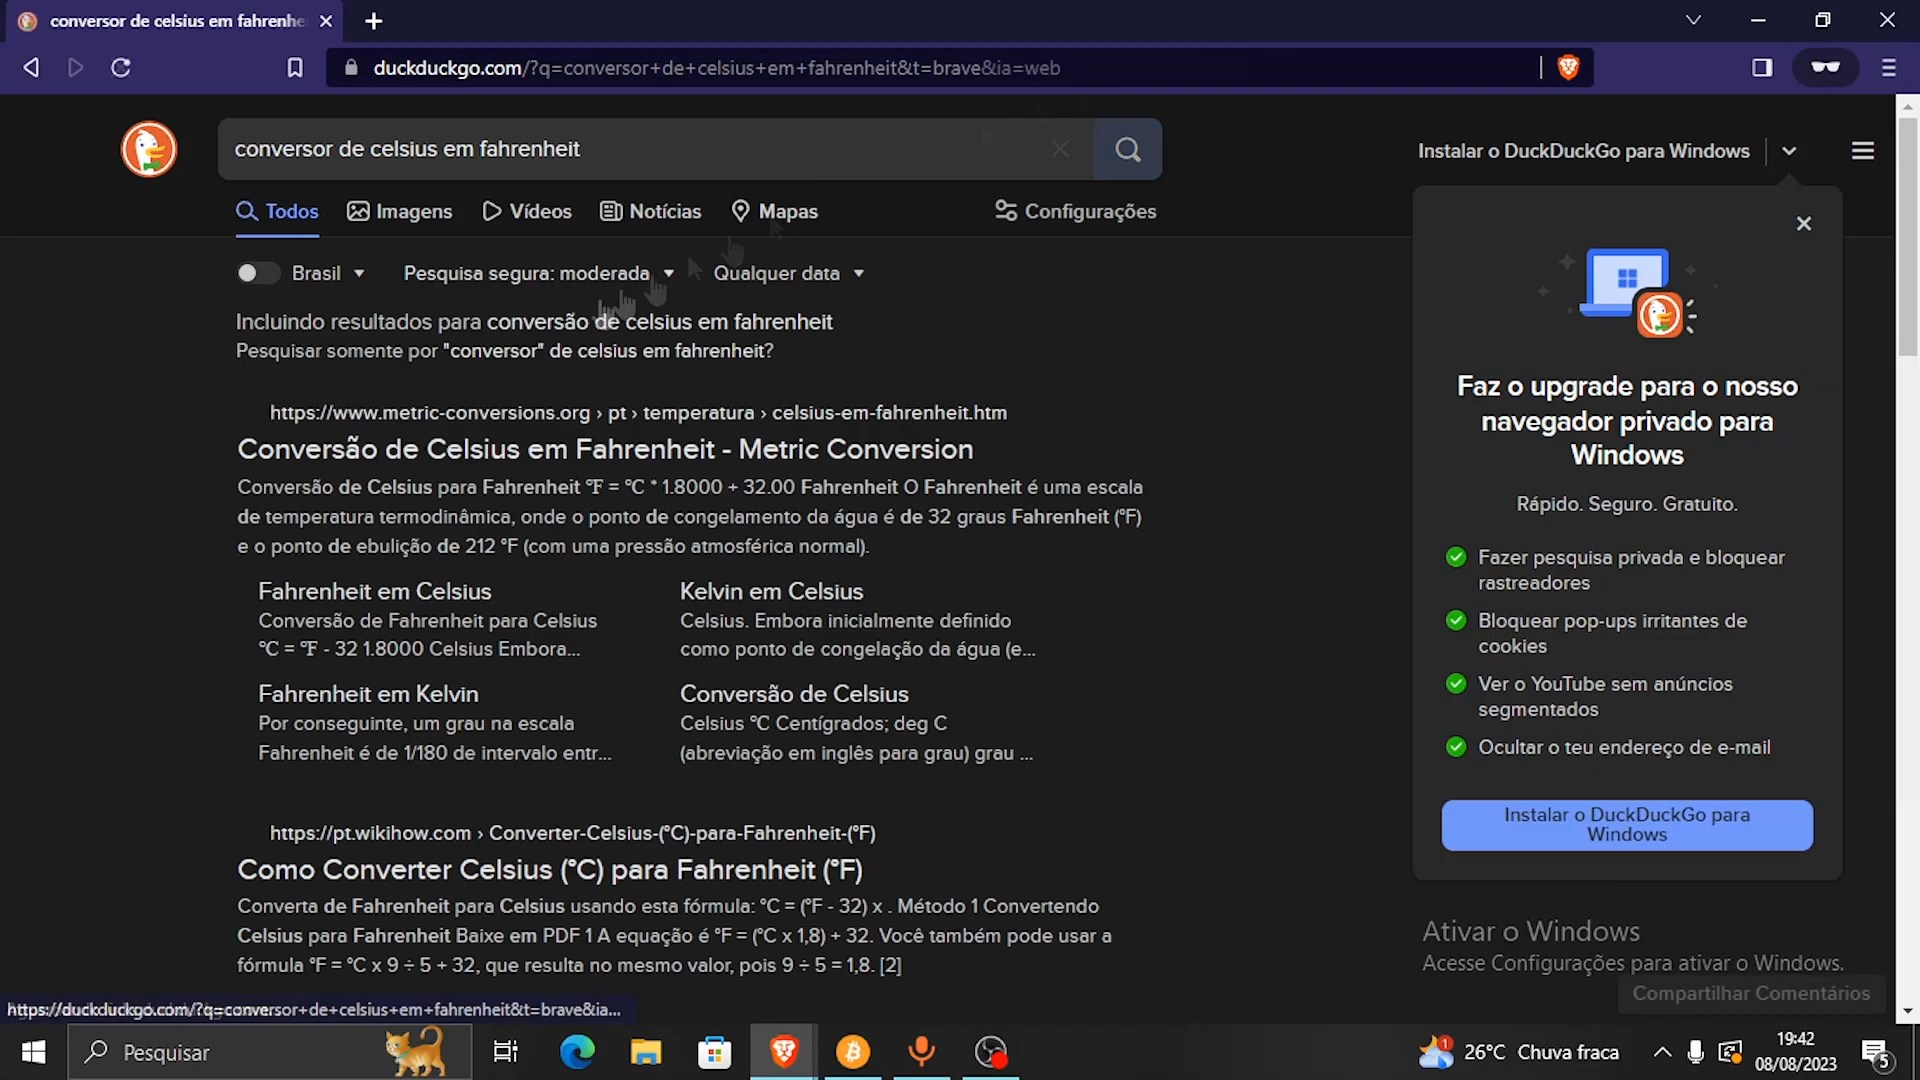 conversor de celsius em fahrenhe
duckduckgo.com/?q=conversor+de+celsius+em+fahrenheit&t=brave&ia=web
conversor de celsius em fahrenheit
Instalar o DuckDuckGo para Windows
Todos
Imagens
Vídeos
Notícias
Mapas
Configurações
Brasil
Pesquisa segura: moderada
Qualquer data
Incluindo resultados para conversão de celsius em fahrenheit
Pesquisar somente por "conversor" de celsius em fahrenheit?
https://www.metric-conversions.org › pt › temperatura › celsius-em-fahrenheit.htm
Conversão de Celsius em Fahrenheit - Metric Conversion
Conversão de Celsius para Fahrenheit °F = °C * 1.8000 + 32.00 Fahrenheit O Fahrenheit é uma escala
de temperatura termodinâmica, onde o ponto de congelamento da água é de 32 graus Fahrenheit (°F)
e o ponto de ebulição de 212 °F (com uma pressão atmosférica normal).
Fahrenheit em Celsius
Conversão de Fahrenheit para Celsius
°C = °F - 32 1.8000 Celsius Embora...
Kelvin em Celsius
Celsius. Embora inicialmente definido
como ponto de congelação da água (e...
Fahrenheit em Kelvin
Por conseguinte, um grau na escala
Fahrenheit é de 1/180 de intervalo entr...
Conversão de Celsius
Celsius °C Centígrados; deg C
(abreviação em inglês para grau) grau ...
https://pt.wikihow.com › Converter-Celsius-(°C)-para-Fahrenheit-(°F)
Como Converter Celsius (°C) para Fahrenheit (°F)
Converta de Fahrenheit para Celsius usando esta fórmula: °C = (°F - 32) x . Método 1 Convertendo
Celsius para Fahrenheit Baixe em PDF 1 A equação é °F = (°C x 1,8) + 32. Você também pode usar a
fórmula °F = °C x 9 ÷ 5 + 32, que resulta no mesmo valor, pois 9 ÷ 5 = 1,8. [2]
Faz o upgrade para o nosso
navegador privado para
Windows
Rápido. Seguro. Gratuito.
Fazer pesquisa privada e bloquear
rastreadores
Bloquear pop-ups irritantes de
cookies
Ver o YouTube sem anúncios
segmentados
Ocultar o teu endereço de e-mail
Instalar o DuckDuckGo para
Windows
Ativar o Windows
Acesse Configurações para ativar o Windows.
Compartilhar Comentários
https://duckduckgo.com/?q=conversor+de+celsius+em+fahrenheit&t=brave&ia...
Pesquisar
1
26°C Chuva fraca
19:42
08/08/2023
5